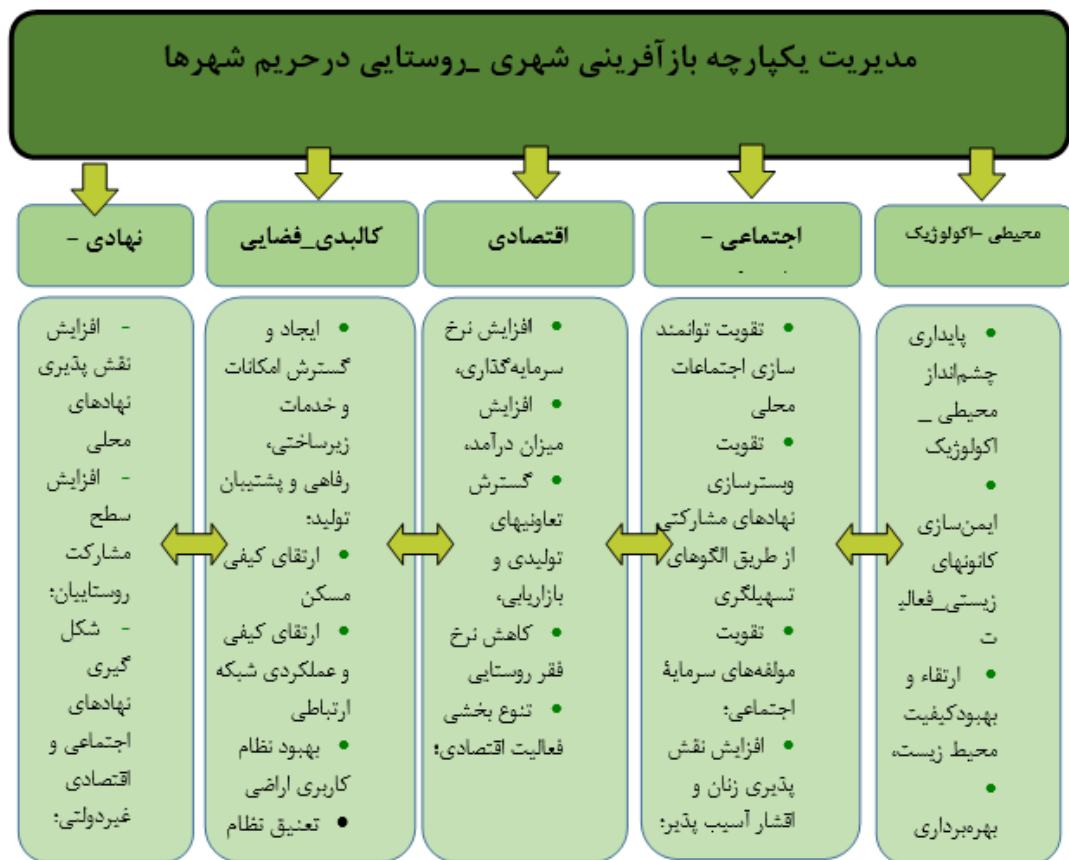 مدیریت یکپارچه بازآفرینی شهری _روستایی درحریم شهرها
محیطی –اکولوژیک
اجتماعی –
اقتصادی
کالبدی_فضایی
نهادی –
• پایداری
چشم‌انداز
محیطی _
اکولوژیک
•
ایمن‌سازی
کانونهای
زیستی_فعالی
ت
• ارتقاء و
بهبودکیفیت
محیط زیست،
•
بهره‌برداری
• تقویت توانمند
سازی اجتماعات
محلی
• تقویت
وبسترسازی
نهادهای مشارکتی
از طریق الگوهای
تسهیلگری
• تقویت
مولفه‌های سرمایۀ
اجتماعی؛
• افزایش نقش
پذیری زنان و
اقشار آسیب پذیر؛
• افزایش نرخ
سرمایه‌گذاری،
• افزایش
میزان درآمد،
• گسترش
تعاونیهای
تولیدی و
بازاریابی،
• کاهش نرخ
فقر روستایی
• تنوع بخشی
فعالیت اقتصادی؛
• ایجاد و
گسترش امکانات
و خدمات
زیرساختی،
رفاهی و پشتیبان
تولید؛
• ارتقای کیفی
مسکن
• ارتقای کیفی
و عملکردی شبکه
ارتباطی
• بهبود نظام
کاربری اراضی
• تعنیق نظام
- افزایش
نقش پذیری
نهادهای
محلی
- افزایش
سطح
مشارکت
روستاییان؛
- شکل
گیری
نهادهای
اجتماعی و
اقتصادی
غیردولتی؛